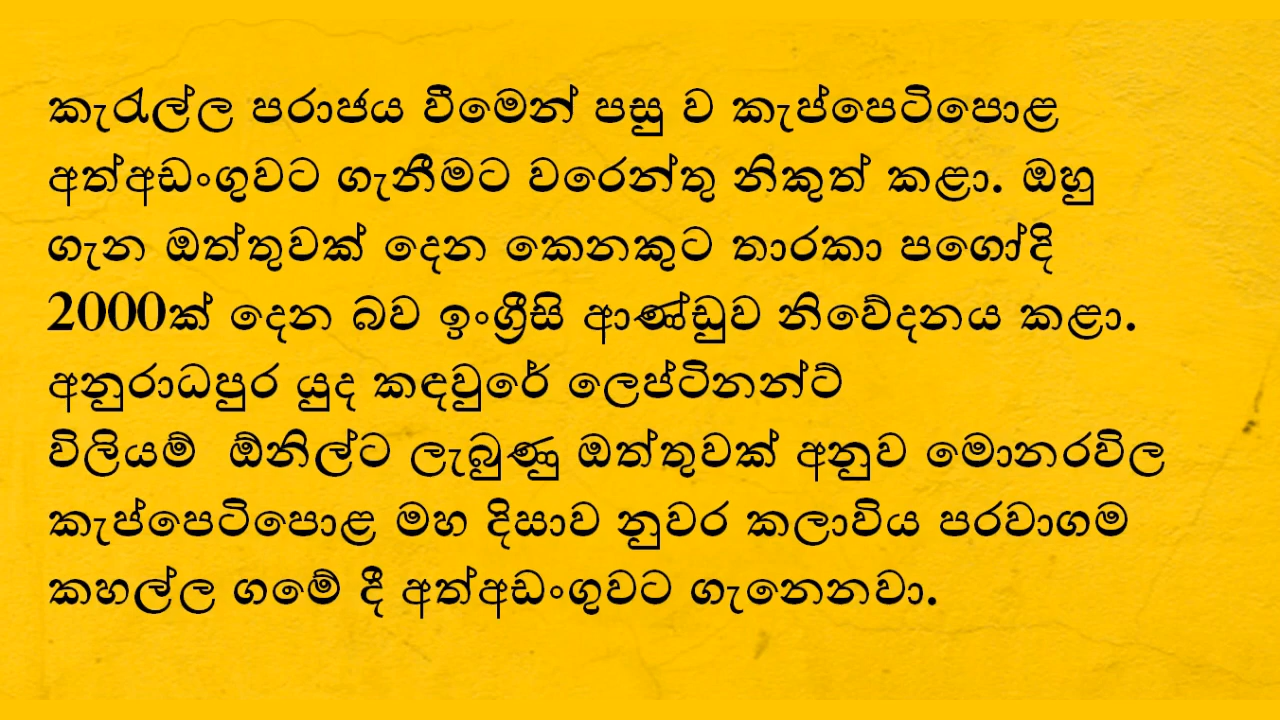 කැරැල්ල පරාජය වීමෙන් පසු ව කැප්පෙටිපොළ
අත්අඩංගුවට ගැනීමට වරෙන්තු නිකුත් කළා. ඔහු
ගැන ඔත්තුවක් දෙන කෙනකුට තාරකා පගෝදි
2000ක් දෙන බව ඉංග්‍රීසි ආණ්ඩුව නිවේදනය කළා.
අනුරාධපුර යුද කඳවුරේ ලෙප්ටිනන්ට්
විලියම්  ඕනිල්ට ලැබුණු ඔත්තුවක් අනුව මොනරවිල
කැප්පෙටිපොළ මහ දිසාව නුවර කලාවිය පරවාගම
කහල්ල ගමේ දී අත්අඩංගුවට ගැනෙනවා.